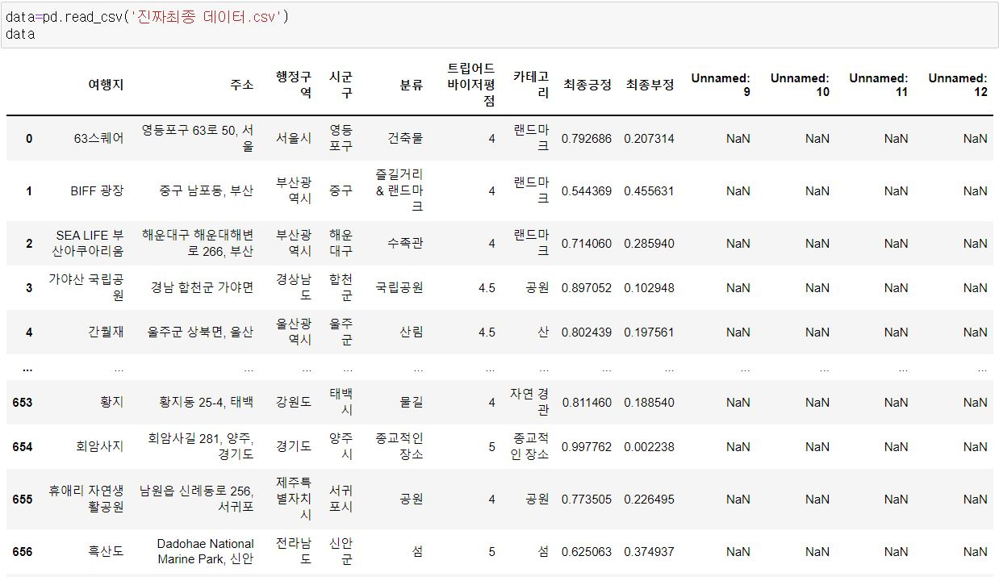 data=pd.read_csv('진짜최종 데이터.csv')
data
여행지 주소 행정구역 시군구 분류 트립어드바이저평점 카테고리 최종긍정 최종부정 Unnamed: 9 Unnamed: 10 Unnamed: 11 Unnamed: 12
0 63스퀘어 영등포구 63로 50, 서울 서울시 영등포구 건축물 4 랜드마크 0.792686 0.207314 NaN NaN NaN NaN
1 BIFF 광장 중구 남포동, 부산 부산광역시 중구 즐길거리 & 랜드마크 4 랜드마크 0.544369 0.455631 NaN NaN NaN NaN
2 SEA LIFE 부산아쿠아리움 해운대구 해운대해변로 266, 부산 부산광역시 해운대구 수족관 4 랜드마크 0.714060 0.285940 NaN NaN NaN NaN
3 가야산 국립공원 경남 합천군 가야면 경상남도 합천군 국립공원 4.5 공원 0.897052 0.102948 NaN NaN NaN NaN
4 간월재 울주군 상북면, 울산 울산광역시 울주군 산림 4.5 산 0.802439 0.197561 NaN NaN NaN NaN
... ... ... ... ... ... ... ... ... ... ... ... ... ...
653 황지 황지동 25-4, 태백 강원도 태백시 물길 4 자연 경관 0.811460 0.188540 NaN NaN NaN NaN
654 회암사지 회암사길 281, 양주, 경기도 경기도 양주시 종교적인 장소 5 종교적인 장소 0.997762 0.002238 NaN NaN NaN NaN
655 휴애리 자연생활공원 남원읍 신례동로 256, 서귀포 제주특별자치시 서귀포시 공원 4 공원 0.773505 0.226495 NaN NaN NaN NaN
656 흑산도 Dadohae National Marine Park, 신안 전라남도 신안군 섬 5 섬 0.625063 0.374937 NaN NaN NaN NaN